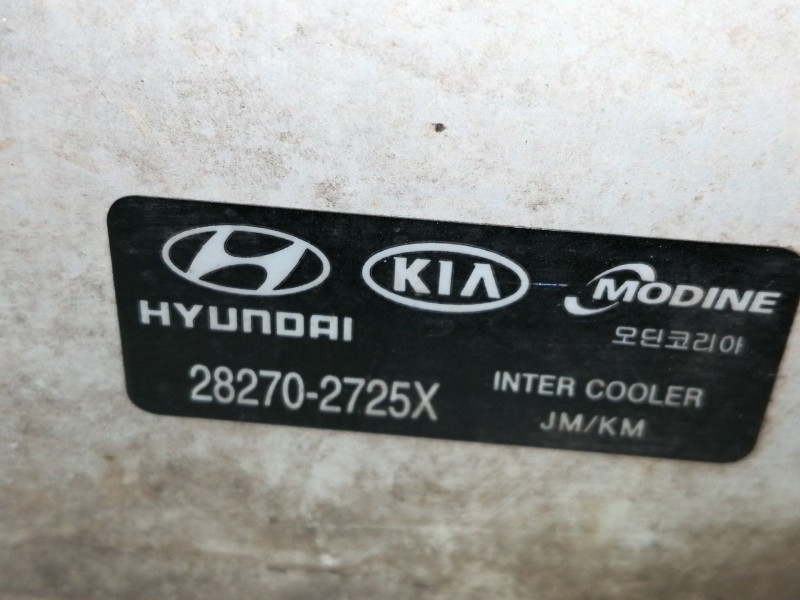 HYUNDAI KIA MODINE
모딘코리아
28270-2725X INTER COOLER
JM/KM